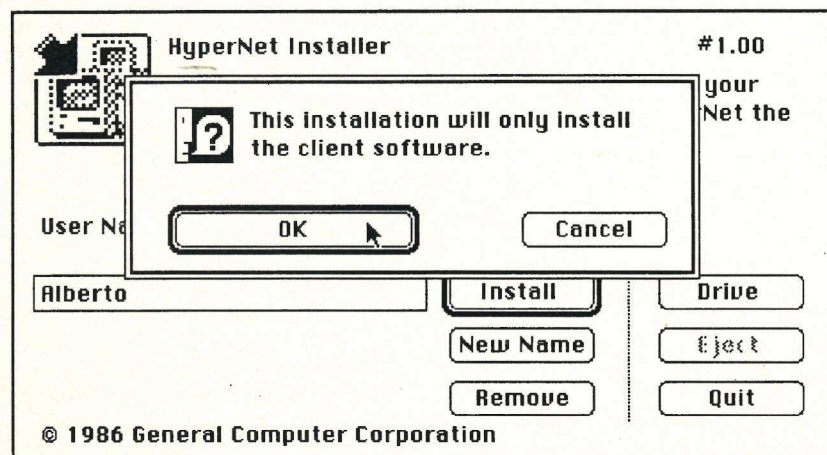 HyperNet Installer #1.00
your
Net the
This installation will only install
the client software.
OK Cancel
User Na
Alberto
Install Drive
New Name Eject
Remove Quit
© 1986 General Computer Corporation